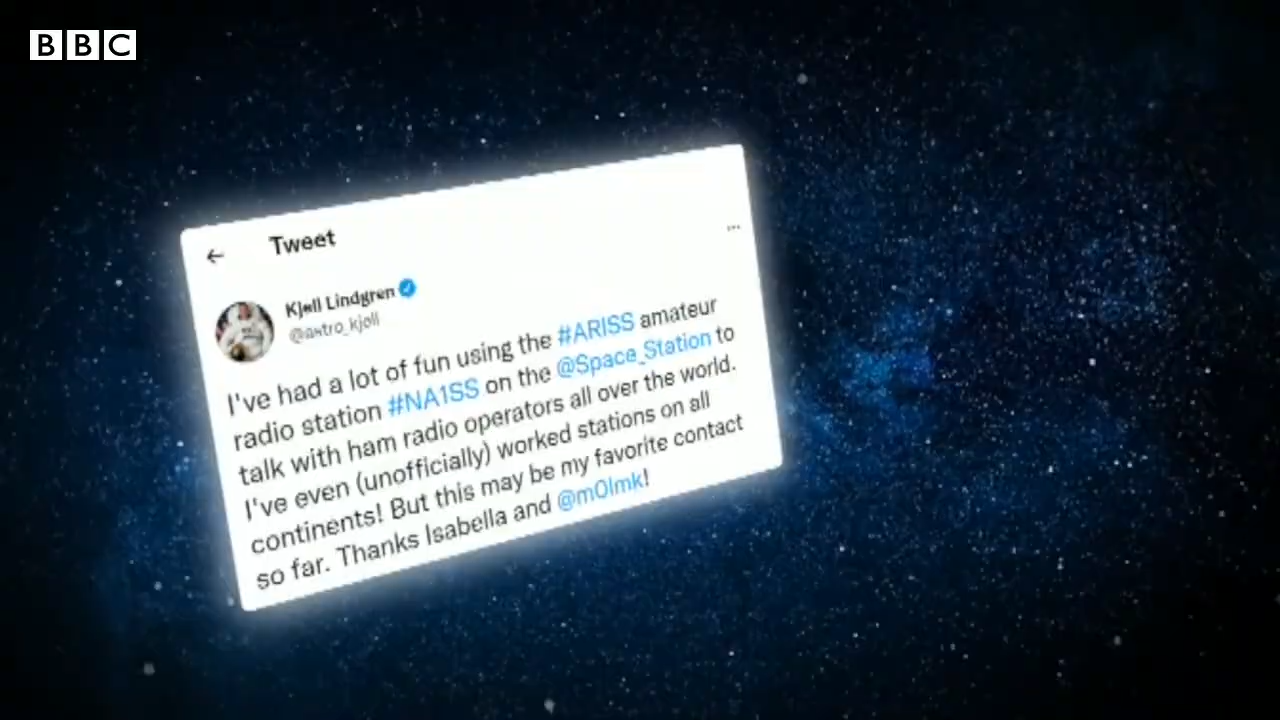 BBC
Tweet
Kjell Lindgren
@astro_kjell
I've had a lot of fun using the #ARISS amateur
radio station #NA1SS on the @Space_Station to
talk with ham radio operators all over the world.
I've even (unofficially) worked stations on all
continents! But this may be my favorite contact
so far. Thanks Isabella and @m0lmk!